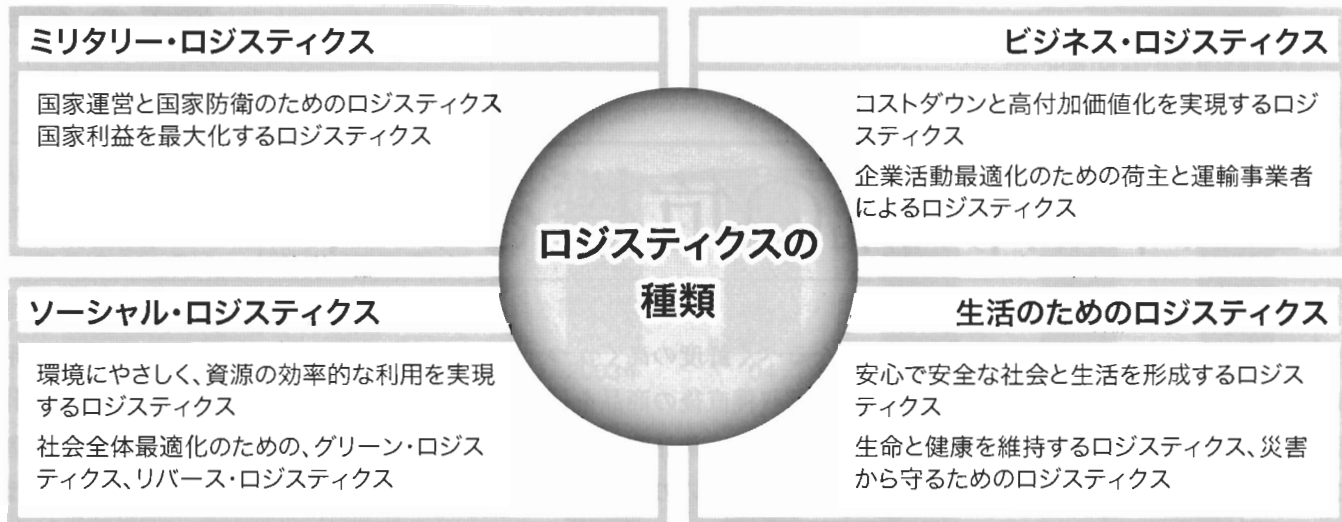 ミリタリー・ロジスティクス
国家運営と国家防衛のためのロジスティクス
国家利益を最大化するロジスティクス
ビジネス・ロジスティクス
コストダウンと高付加価値化を実現するロジ
スティクス
企業活動最適化のための荷主と運輸事業者
によるロジスティクス
ロジスティクスの
種類
ソーシャル・ロジスティクス
環境にやさしく、資源の効率的な利用を実現
するロジスティクス
社会全体最適化のための、グリーン・ロジス
ティクス、リバース・ロジスティクス
生活のためのロジスティクス
安心で安全な社会と生活を形成するロジス
ティクス
生命と健康を維持するロジスティクス、災害
から守るためのロジスティクス